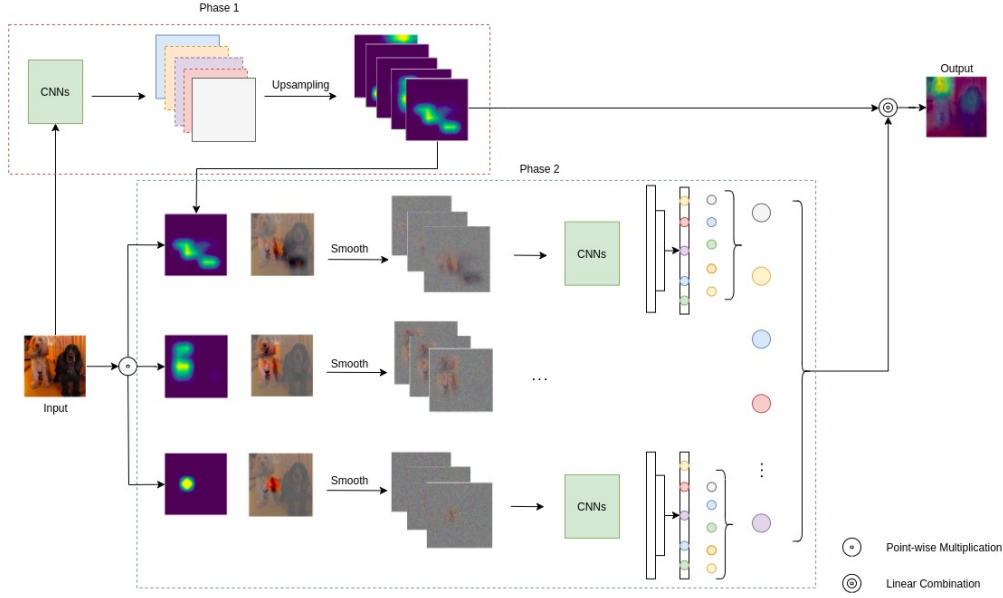 Phase 1
CNNs
Upsampling
Output
Phase 2
Smooth
CNNs
Input
Smooth
...
Smooth
CNNs
Point-wise Multiplication
Linear Combination